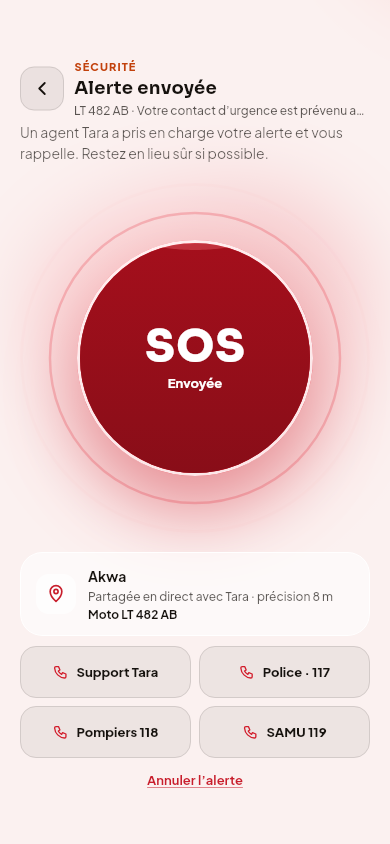 SÉCURITÉ
Alerte envoyée
LT 482 AB · Votre contact d’urgence est prévenu a…
Un agent Tara a pris en charge votre alerte et vous
rappelle. Restez en lieu sûr si possible.
SOS
Envoyée
Akwa
Partagée en direct avec Tara · précision 8 m
Moto LT 482 AB
Support Tara
Police · 117
Pompiers 118
SAMU 119
Annuler l’alerte